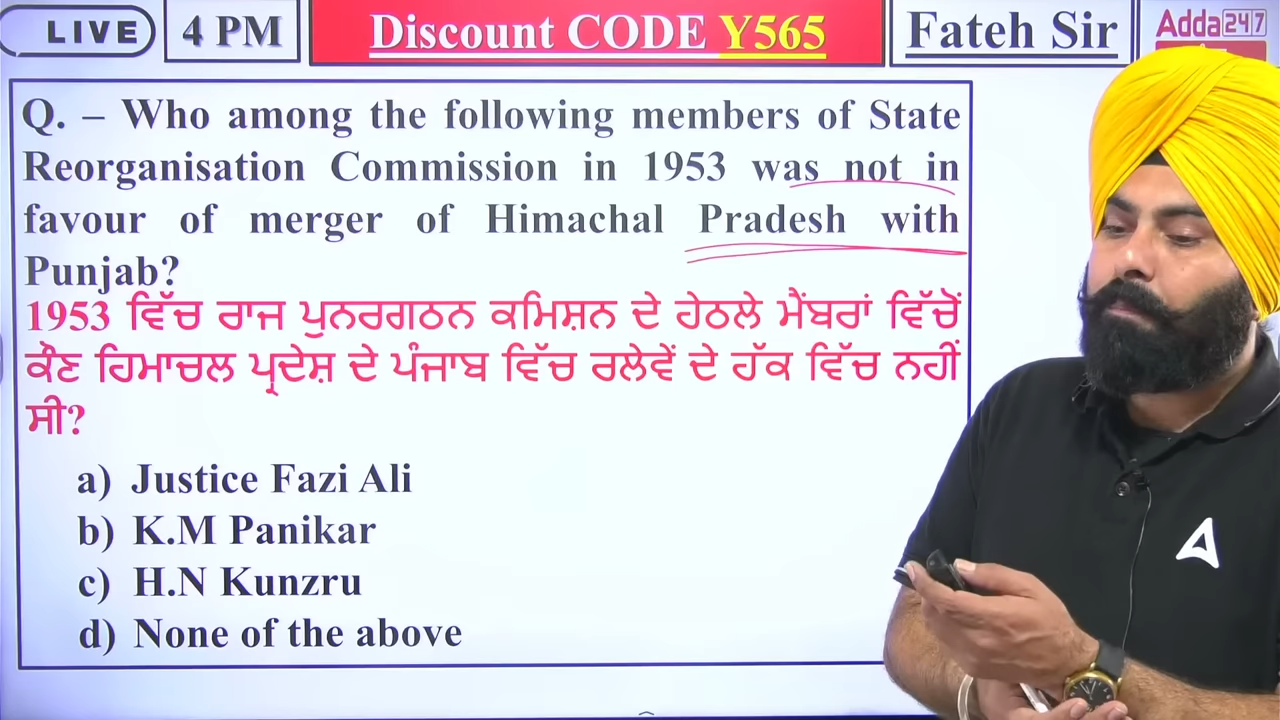 LIVE
4 PM
Discount CODE Y565
Fateh Sir
Adda247
Q. – Who among the following members of State
Reorganisation Commission in 1953 was not in
favour of merger of Himachal Pradesh with
Punjab?
1953 ਵਿੱਚ ਰਾਜ ਪੁਨਰਗਠਨ ਕਮਿਸ਼ਨ ਦੇ ਹੇਠਲੇ ਮੈਂਬਰਾਂ ਵਿੱਚੋਂ
ਕੌਣ ਹਿਮਾਚਲ ਪ੍ਰਦੇਸ਼ ਦੇ ਪੰਜਾਬ ਵਿੱਚ ਰਲੇਵੇਂ ਦੇ ਹੱਕ ਵਿੱਚ ਨਹੀਂ
ਸੀ?
a) Justice Fazi Ali
b) K.M Panikar
c) H.N Kunzru
d) None of the above